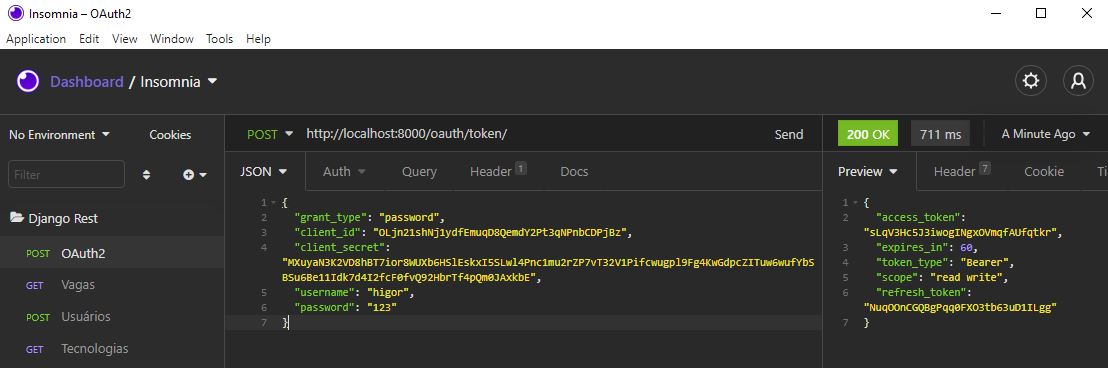 Insomnia – OAuth2
Application Edit View Window Tools Help
Dashboard / Insomnia
No Environment Cookies
POST http://localhost:8000/oauth/token/ Send
200 OK 711 ms A Minute Ago
Filter
JSON Auth Query Header 1 Docs
Preview Header 7 Cookie Ti
Django Rest
POST OAuth2
GET Vagas
POST Usuários
GET Tecnologias
1 {
2 "grant_type": "password",
3 "client_id": "OLjn21shNj1ydfEmuqD8QemdY2Pt3qNPnbCDPjBz",
4 "client_secret":
"MXuyaN3K2VD8hBT7ior8WUXb6HSlEskxI5SLwl4Pnc1mu2rZP7vT32V1Pifcwugpl9Fg4KwGdpcZITuw6wufYbS
BSu6Be11Idk7d4I2fcF0fvQ92HbrTf4pQm0JAxkbE",
5 "username": "higor",
6 "password": "123"
7 }
1 {
2 "access_token":
"sLqV3Hc5J3iwogINgxOVmqfAUfqtkr",
3 "expires_in": 60,
4 "token_type": "Bearer",
5 "scope": "read write",
6 "refresh_token":
"NuqOOnCGQBgPqq0FXO3tb63uD1ILgg"
7 }